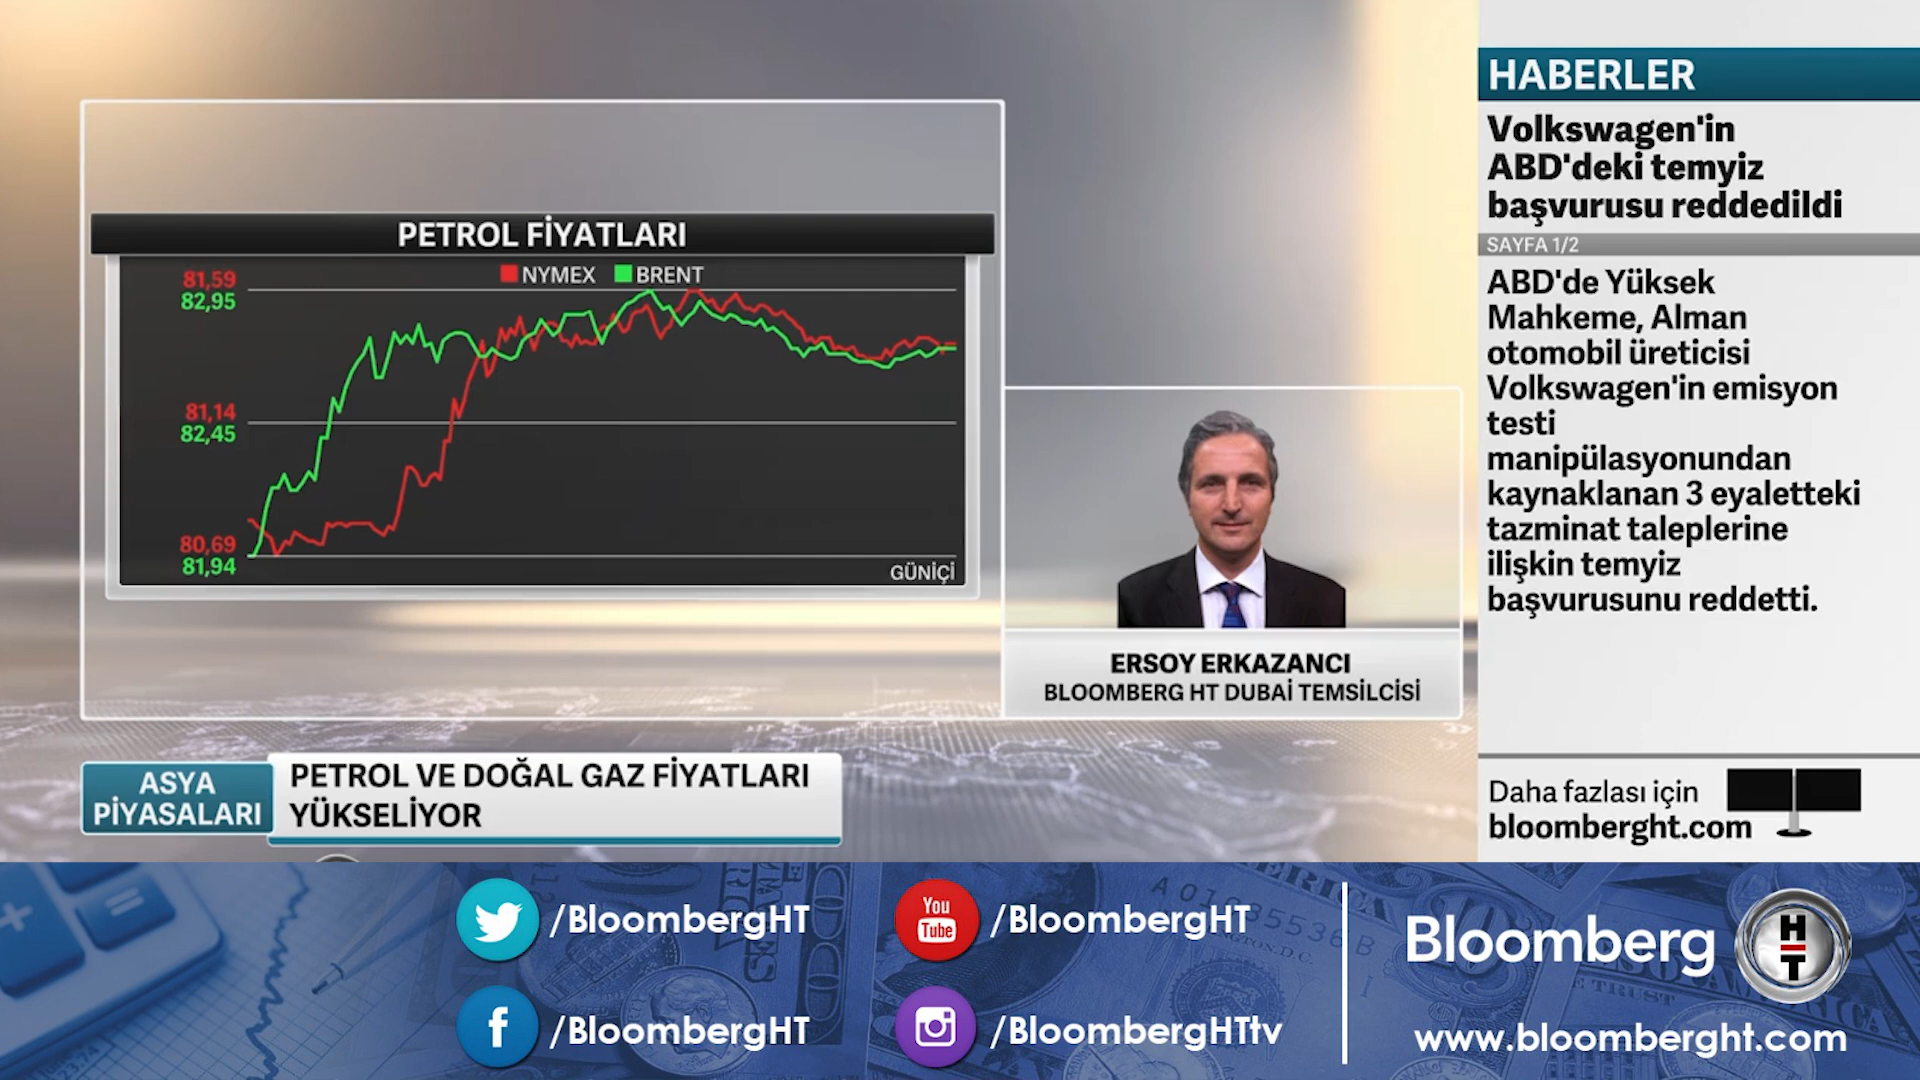 PETROL FİYATLARI
NYMEX BRENT
81,59
82,95
81,14
82,45
80,69
81,94
GÜNİÇİ
ERSOY ERKAZANCI
BLOOMBERG HT DUBAİ TEMSİLCİSİ
ASYA
PİYASALARI
PETROL VE DOĞAL GAZ FİYATLARI
YÜKSELİYOR
HABERLER
Volkswagen'in
ABD'deki temyiz
başvurusu reddedildi
SAYFA 1/2
ABD'de Yüksek
Mahkeme, Alman
otomobil üreticisi
Volkswagen'in emisyon
testi
manipülasyonundan
kaynaklanan 3 eyaletteki
tazminat taleplerine
ilişkin temyiz
başvurusunu reddetti.
Daha fazlası için
bloomberght.com
/BloombergHT
You
Tube
/BloombergHT
f
/BloombergHT
/BloombergHTtv
Bloomberg
HT
www.bloomberght.com